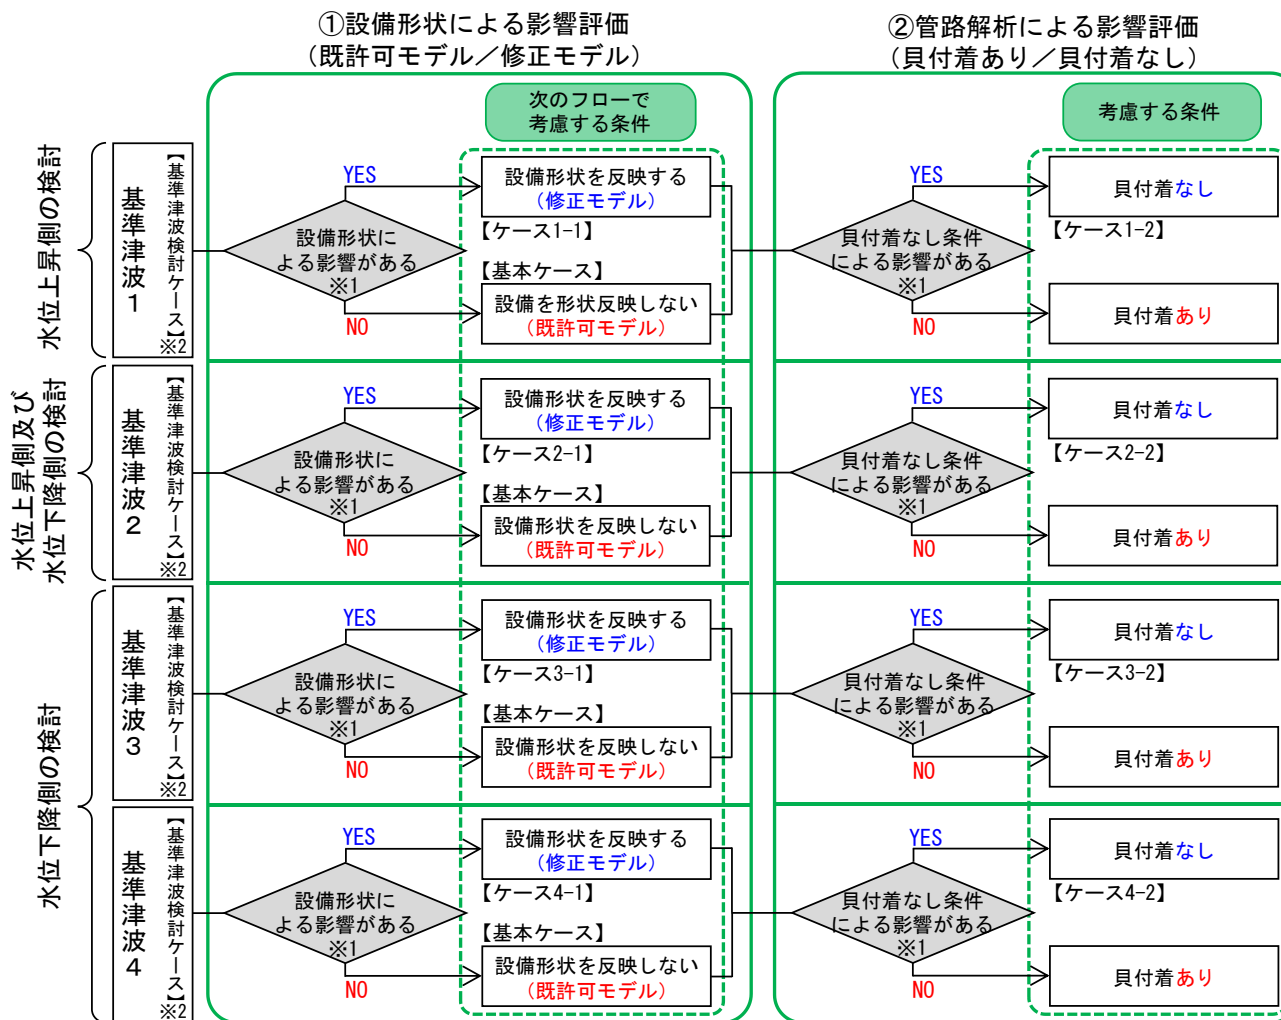 ①設備形状による影響評価
(既許可モデル／修正モデル)
②管路解析による影響評価
(貝付着あり／貝付着なし)
次のフローで
考慮する条件
考慮する条件
水位上昇側の検討
基準津波1
【基準津波検討ケース】※2
設備形状に
よる影響がある
※1
YES
設備形状を反映する
(修正モデル)
【ケース1-1】
【基本ケース】
設備を形状反映しない
(既許可モデル)
NO
貝付着なし条件
による影響がある
※1
YES
貝付着なし
【ケース1-2】
貝付着あり
NO
水位上昇側及び
水位下降側の検討
基準津波2
【基準津波検討ケース】※2
設備形状に
よる影響がある
※1
YES
設備形状を反映する
(修正モデル)
【ケース2-1】
【基本ケース】
設備形状を反映しない
(既許可モデル)
NO
貝付着なし条件
による影響がある
※1
YES
貝付着なし
【ケース2-2】
貝付着あり
NO
水位下降側の検討
基準津波3
【基準津波検討ケース】※2
設備形状に
よる影響がある
※1
YES
設備形状を反映する
(修正モデル)
【ケース3-1】
【基本ケース】
設備形状を反映しない
(既許可モデル)
NO
貝付着なし条件
による影響がある
※1
YES
貝付着なし
【ケース3-2】
貝付着あり
NO
基準津波4
【基準津波検討ケース】※2
設備形状に
よる影響がある
※1
YES
設備形状を反映する
(修正モデル)
【ケース4-1】
【基本ケース】
設備形状を反映しない
(既許可モデル)
NO
貝付着なし条件
による影響がある
※1
YES
貝付着なし
【ケース4-2】
貝付着あり
NO